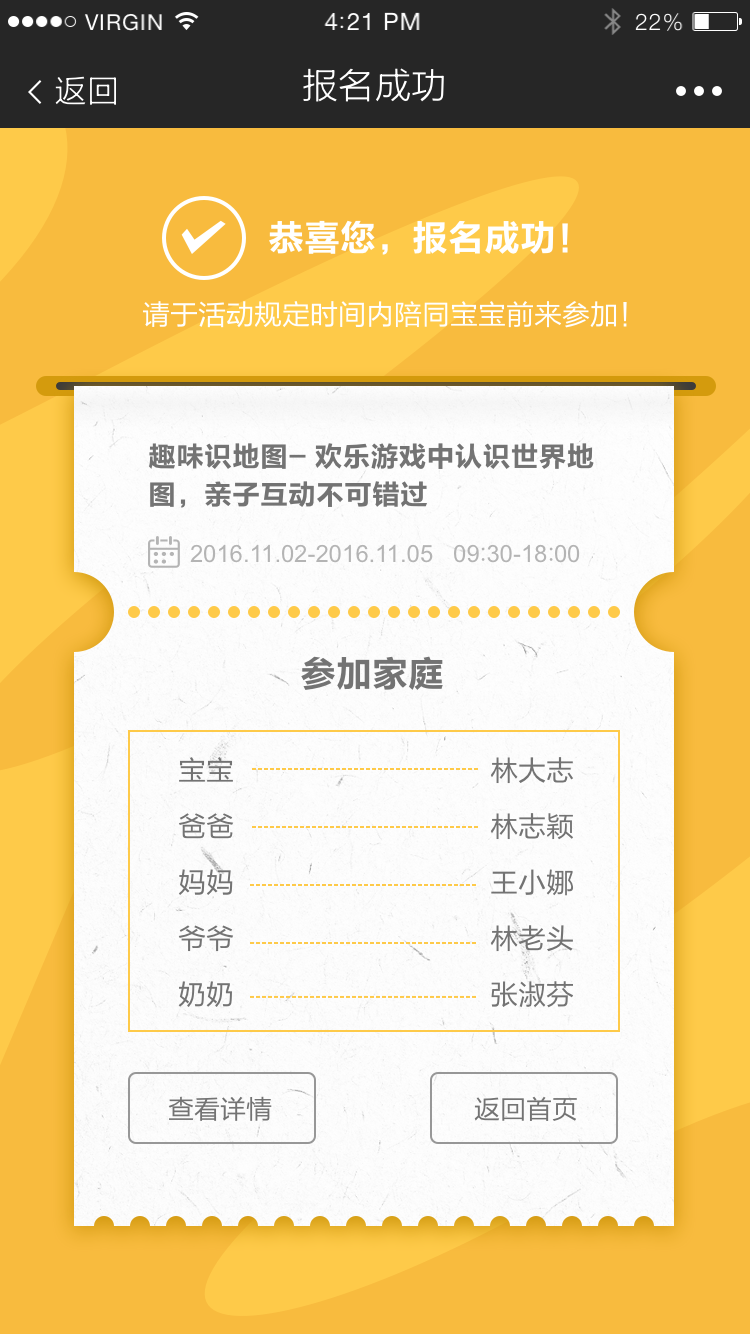 VIRGIN 4:21 PM 22%
返回 报名成功
恭喜您，报名成功！
请于活动规定时间内陪同宝宝前来参加！
趣味识地图– 欢乐游戏中认识世界地
图，亲子互动不可错过
2016.11.02-2016.11.05 09:30-18:00
参加家庭
宝宝 林大志
爸爸 林志颖
妈妈 王小娜
爷爷 林老头
奶奶 张淑芬
查看详情 返回首页